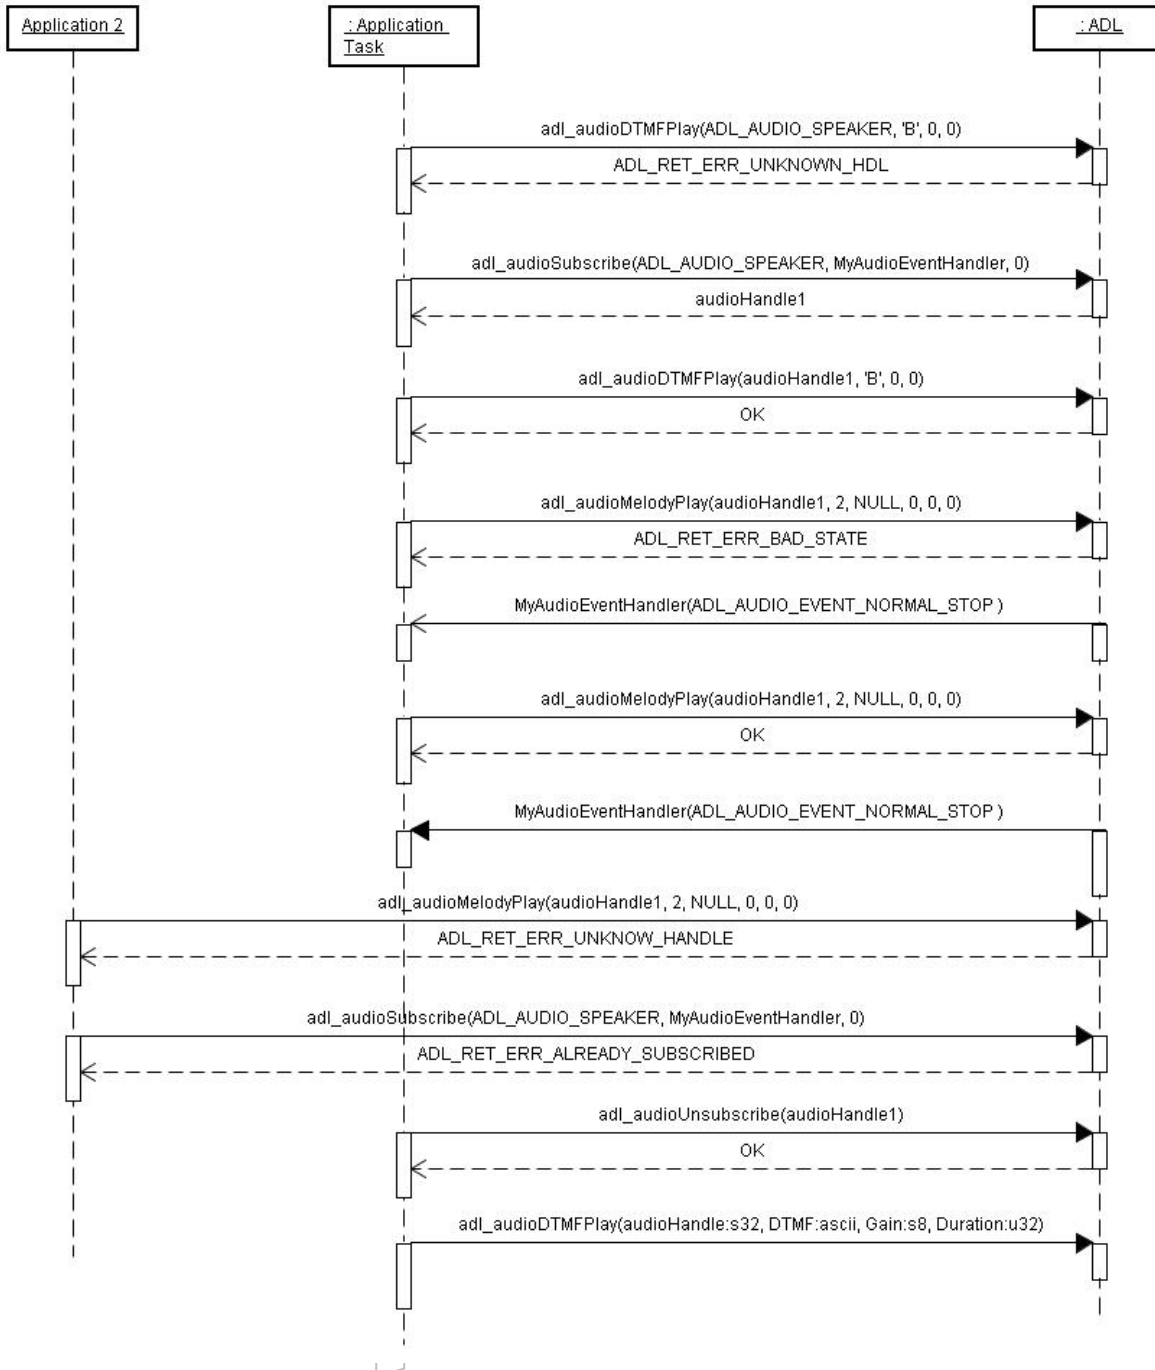 Application 2
: Application
Task
: ADL
adl_audioDTMFPlay(ADL_AUDIO_SPEAKER, 'B', 0, 0)
ADL_RET_ERR_UNKNOWN_HDL
adl_audioSubscribe(ADL_AUDIO_SPEAKER, MyAudioEventHandler, 0)
audioHandle1
adl_audioDTMFPlay(audioHandle1, 'B', 0, 0)
OK
adl_audioMelodyPlay(audioHandle1, 2, NULL, 0, 0, 0)
ADL_RET_ERR_BAD_STATE
MyAudioEventHandler(ADL_AUDIO_EVENT_NORMAL_STOP )
adl_audioMelodyPlay(audioHandle1, 2, NULL, 0, 0, 0)
OK
MyAudioEventHandler(ADL_AUDIO_EVENT_NORMAL_STOP )
adl_audioMelodyPlay(audioHandle1, 2, NULL, 0, 0, 0)
ADL_RET_ERR_UNKNOW_HANDLE
adl_audioSubscribe(ADL_AUDIO_SPEAKER, MyAudioEventHandler, 0)
ADL_RET_ERR_ALREADY_SUBSCRIBED
adl_audioUnsubscribe(audioHandle1)
OK
adl_audioDTMFPlay(audioHandle:s32, DTMF:ascii, Gain:s8, Duration:u32)